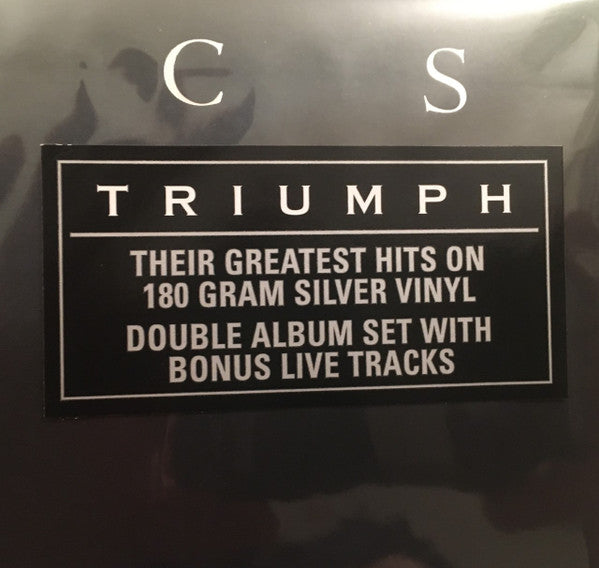 C S
TRIUMPH
THEIR GREATEST HITS ON
180 GRAM SILVER VINYL
DOUBLE ALBUM SET WITH
BONUS LIVE TRACKS